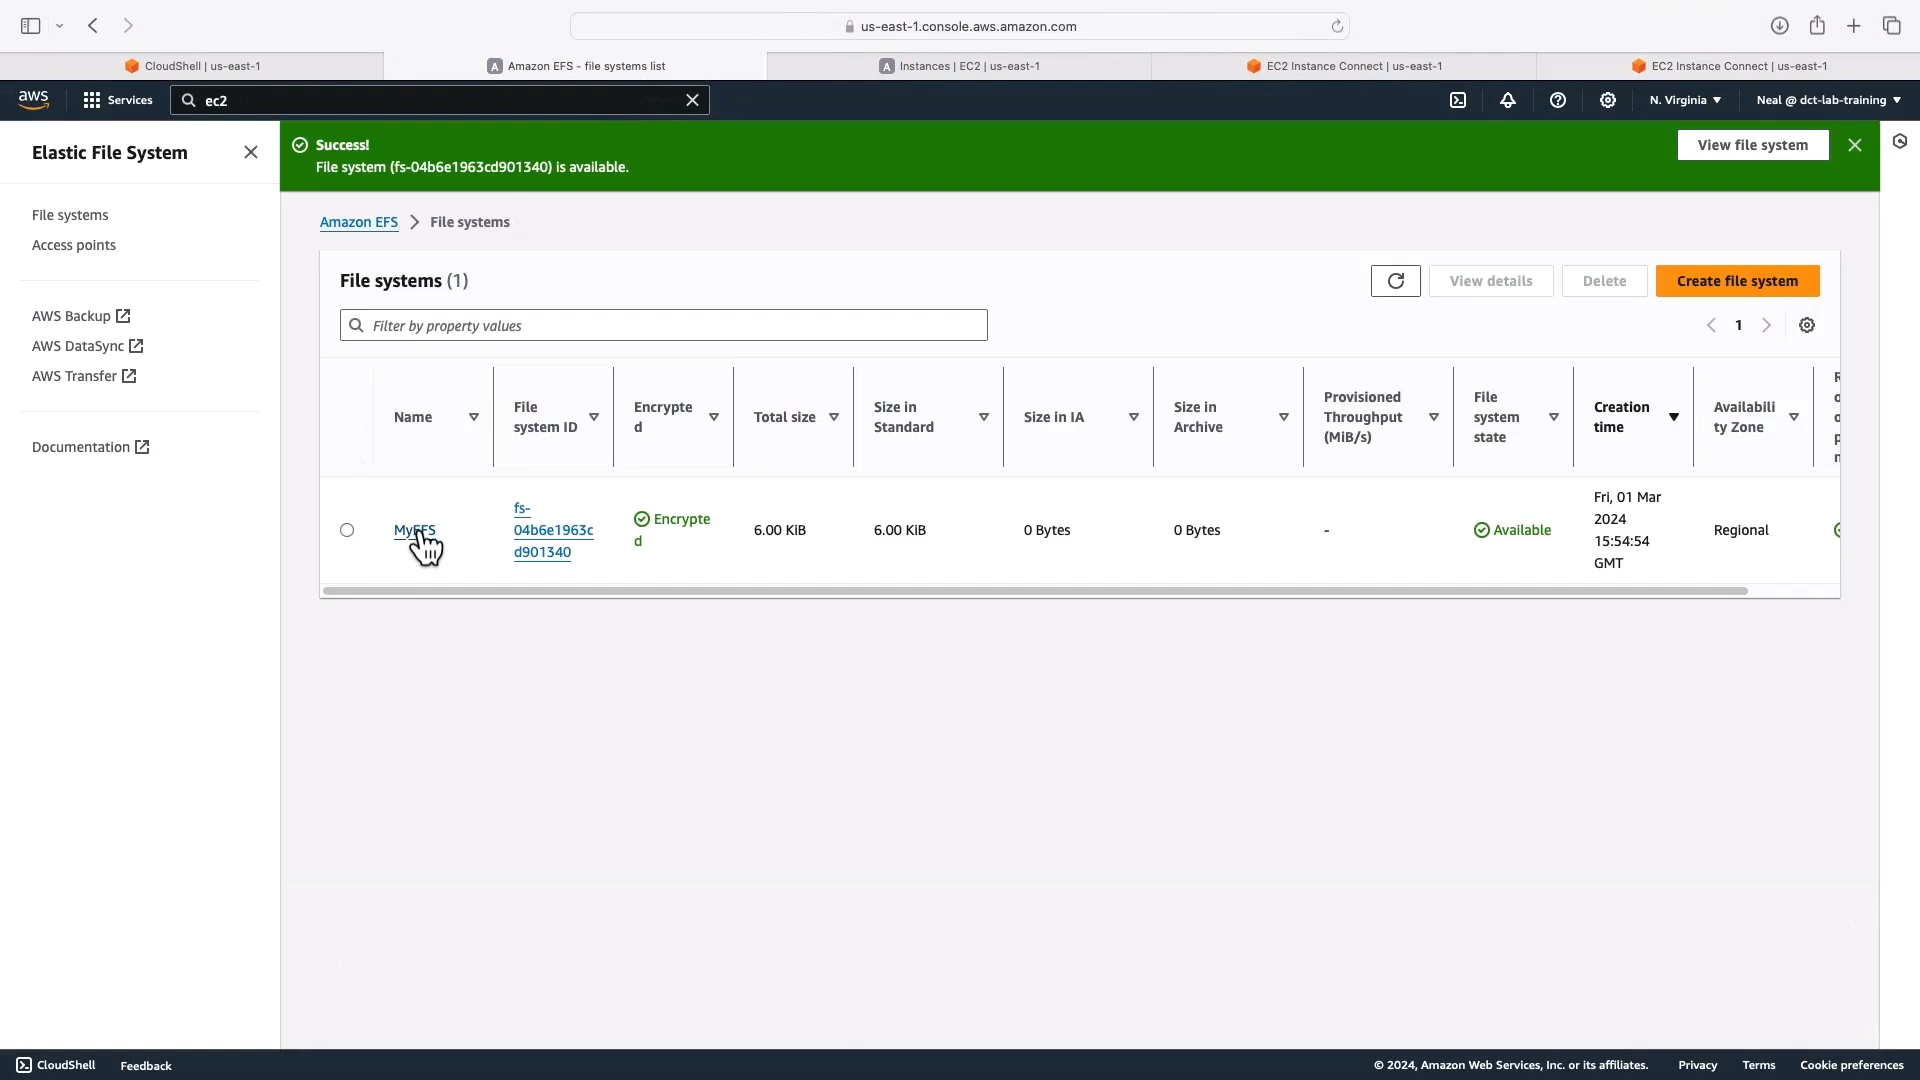 us-east-1.console.aws.amazon.com
CloudShell | us-east-1
Amazon EFS - file systems list
Instances | EC2 | us-east-1
EC2 Instance Connect | us-east-1
EC2 Instance Connect | us-east-1
aws
Services
ec2
N. Virginia
Neal @ dct-lab-training
Elastic File System
File systems
Access points
AWS Backup
AWS DataSync
AWS Transfer
Documentation
Success!
File system (fs-04b6e1963cd901340) is available.
View file system
Amazon EFS > File systems
File systems (1)
View details
Delete
Create file system
Filter by property values
1
Name
File
system ID
Encrypte
d
Total size
Size in
Standard
Size in IA
Size in
Archive
Provisioned
Throughput
(MiB/s)
File
system
state
Creation
time
Availabili
ty Zone
MyEFS
fs-
04b6e1963c
d901340
Encrypte
d
6.00 KiB
6.00 KiB
0 Bytes
0 Bytes
-
Available
Fri, 01 Mar
2024
15:54:54
GMT
Regional
CloudShell
Feedback
© 2024, Amazon Web Services, Inc. or its affiliates.
Privacy
Terms
Cookie preferences